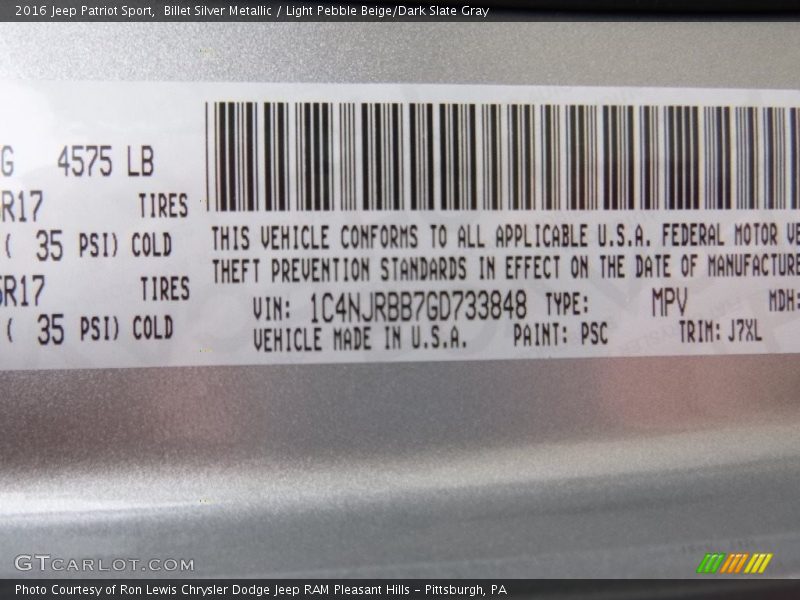 2016 Jeep Patriot Sport, Billet Silver Metallic / Light Pebble Beige/Dark Slate Gray
G 4575 LB
R17 TIRES
( 35 PSI) COLD
5R17 TIRES
( 35 PSI) COLD
THIS VEHICLE CONFORMS TO ALL APPLICABLE U.S.A. FEDERAL MOTOR VE
THEFT PREVENTION STANDARDS IN EFFECT ON THE DATE OF MANUFACTURE
VIN: 1C4NJRBB7GD733848 TYPE: MPV MDH:
VEHICLE MADE IN U.S.A. PAINT: PSC TRIM: J7XL
GTCARLOT.COM
Photo Courtesy of Ron Lewis Chrysler Dodge Jeep RAM Pleasant Hills - Pittsburgh, PA